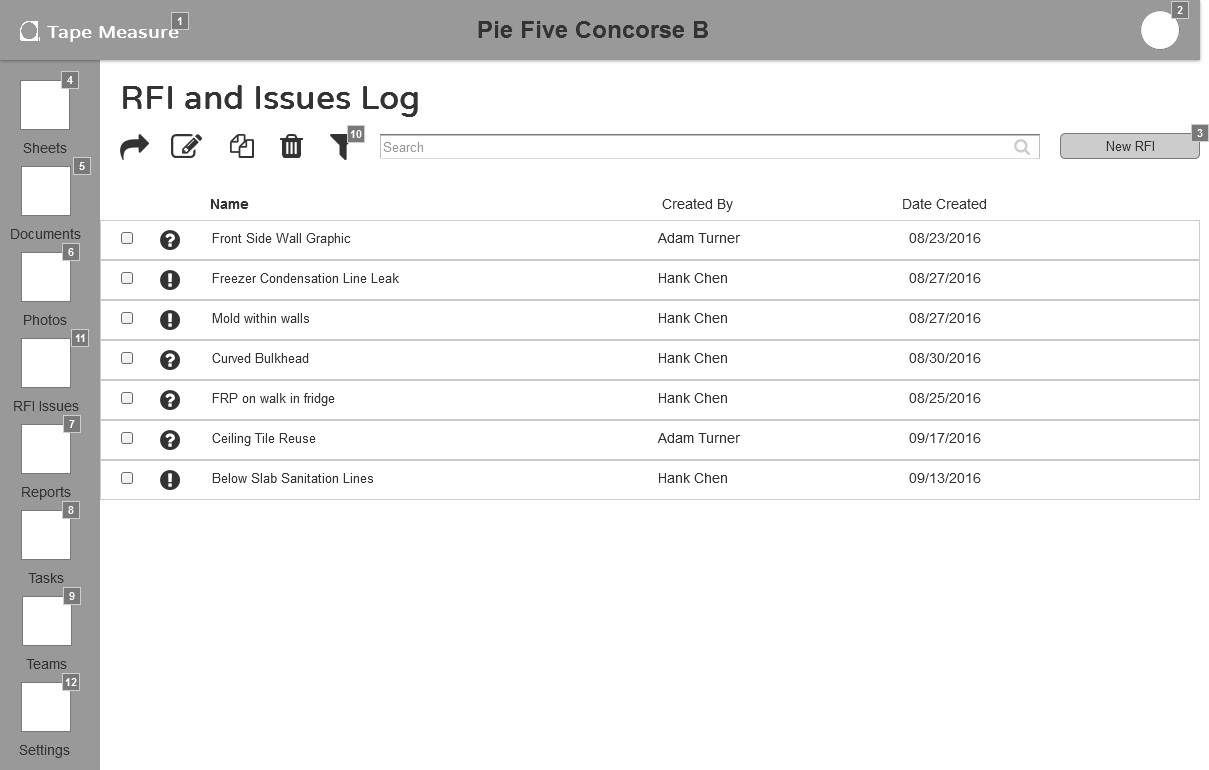 Tape Measure 1
Pie Five Concorse B
2
4
Sheets
5
Documents
6
Photos
11
RFI Issues
7
Reports
8
Tasks
9
Teams
12
Settings
RFI and Issues Log
10
Search
3
New RFI
Name Created By Date Created
Front Side Wall Graphic Adam Turner 08/23/2016
Freezer Condensation Line Leak Hank Chen 08/27/2016
Mold within walls Hank Chen 08/27/2016
Curved Bulkhead Hank Chen 08/30/2016
FRP on walk in fridge Hank Chen 08/25/2016
Ceiling Tile Reuse Adam Turner 09/17/2016
Below Slab Sanitation Lines Hank Chen 09/13/2016